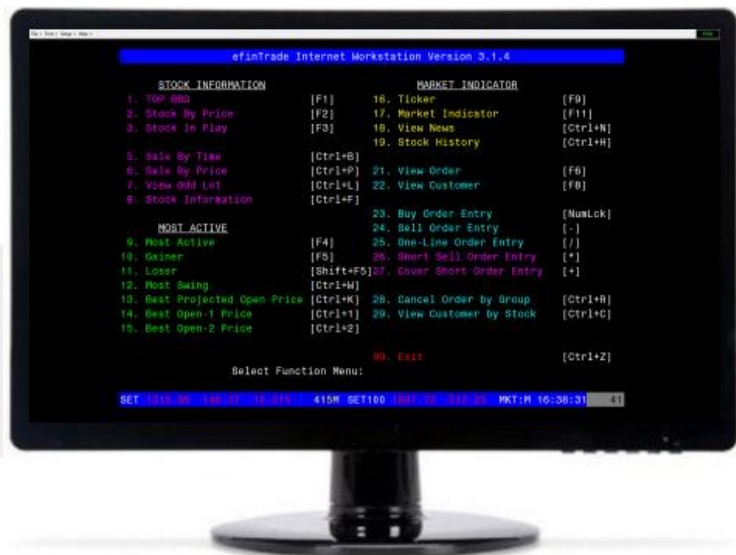 efinTrade Internet Workstation Version 3.1.4
STOCK INFORMATION
1. TOP BBO [F1]
2. Stock By Price [F2]
3. Stock In Play [F3]
5. Sale By Time [Ctrl+B]
6. Sale By Price [Ctrl+P]
7. View Odd Lot [Ctrl+L]
8. Stock Information [Ctrl+F]
MOST ACTIVE
9. Most Active [F4]
10. Gainer [F5]
11. Loser [Shift+F5]
12. Most Swing [Ctrl+W]
13. Best Projected Open Price [Ctrl+K]
14. Best Open-1 Price [Ctrl+1]
15. Best Open-2 Price [Ctrl+2]
MARKET INDICATOR
16. Ticker [F9]
17. Market Indicator [F11]
18. View News [Ctrl+N]
19. Stock History [Ctrl+H]
21. View Order [F6]
22. View Customer [F8]
23. Buy Order Entry [NumLck]
24. Sell Order Entry [-]
25. One-Line Order Entry [/]
26. Short Sell Order Entry [*]
27. Cover Short Order Entry [+]
28. Cancel Order by Group [Ctrl+R]
29. View Customer by Stock [Ctrl+C]
99. Exit [Ctrl+Z]
Select Function Menu:
SET 415M SET100 MKT:M 16:38:31 41